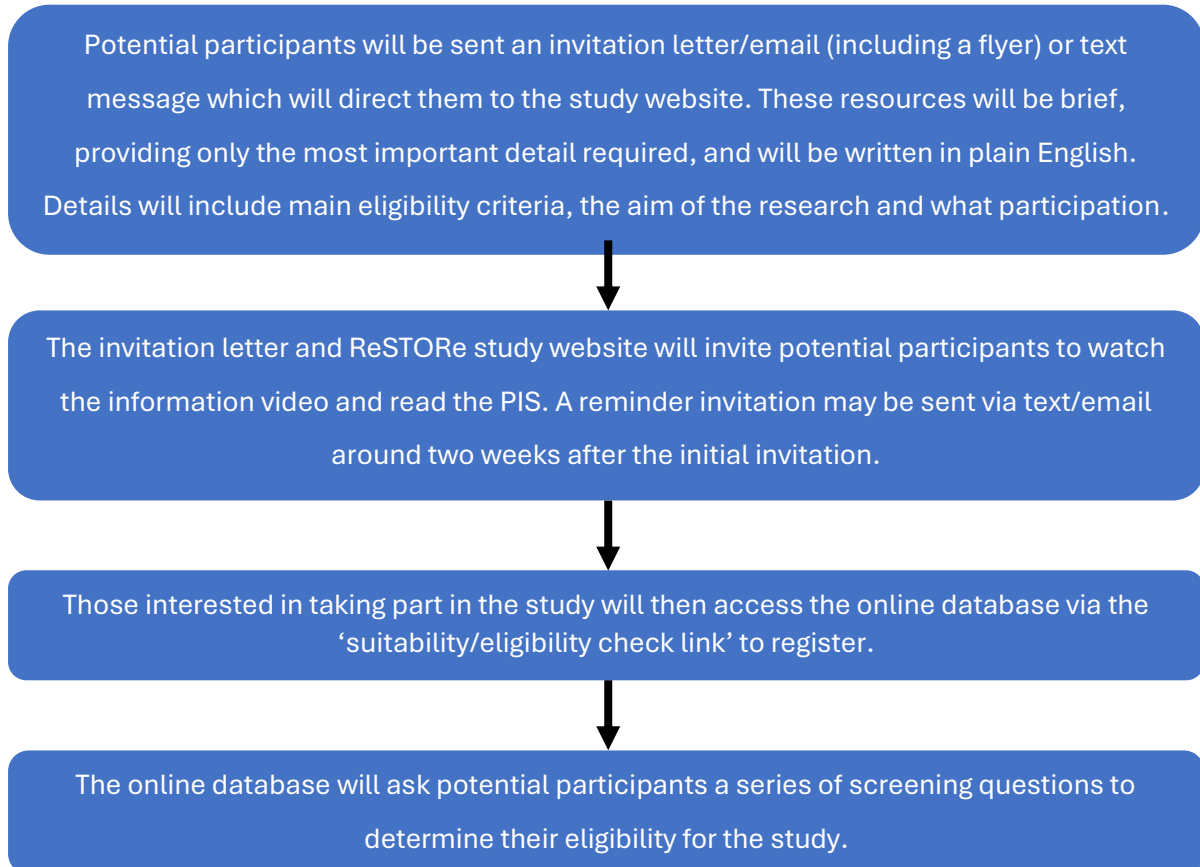 Potential participants will be sent an invitation letter/email (including a flyer) or text
message which will direct them to the study website. These resources will be brief,
providing only the most important detail required, and will be written in plain English.
Details will include main eligibility criteria, the aim of the research and what participation.
The invitation letter and ReSTORe study website will invite potential participants to watch
the information video and read the PIS. A reminder invitation may be sent via text/email
around two weeks after the initial invitation.
Those interested in taking part in the study will then access the online database via the
‘suitability/eligibility check link’ to register.
The online database will ask potential participants a series of screening questions to
determine their eligibility for the study.